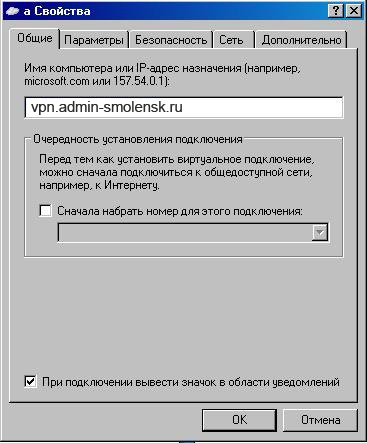 а Свойства
Общие Параметры Безопасность Сеть Дополнительно
Имя компьютера или IP-адрес назначения (например,
microsoft.com или 157.54.0.1):
vpn.admin-smolensk.ru
Очередность установления подключения
Перед тем как установить виртуальное подключение,
можно сначала подключиться к общедоступной сети,
например, к Интернету.
Сначала набрать номер для этого подключения:
При подключении вывести значок в области уведомлений
OK Отмена